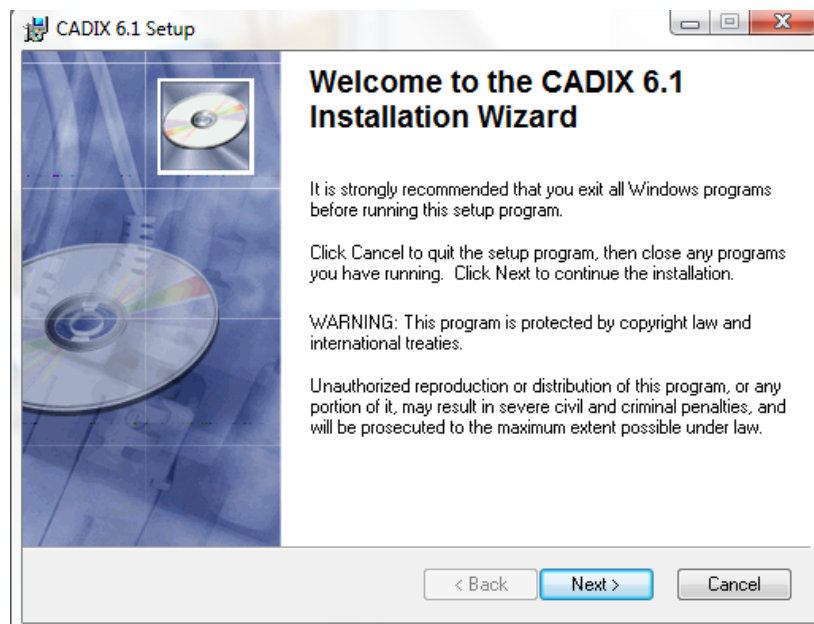 CADIX 6.1 Setup
Welcome to the CADIX 6.1
Installation Wizard
It is strongly recommended that you exit all Windows programs
before running this setup program.
Click Cancel to quit the setup program, then close any programs
you have running.  Click Next to continue the installation.
WARNING: This program is protected by copyright law and
international treaties.
Unauthorized reproduction or distribution of this program, or any
portion of it, may result in severe civil and criminal penalties, and
will be prosecuted to the maximum extent possible under law.
< Back
Next >
Cancel